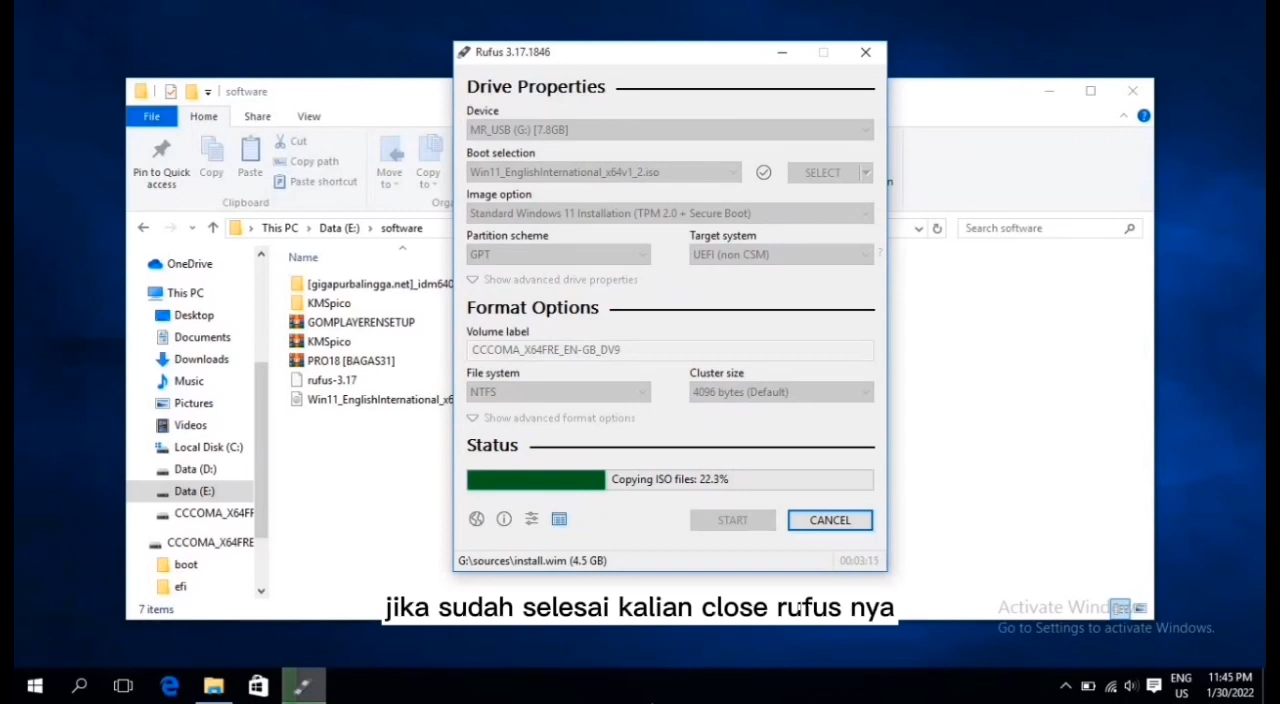 Rufus 3.17.1846
software
File
Home
Share
View
Pin to Quick
access
Copy
Paste
Cut
Copy path
Paste shortcut
Move
to
Copy
to
Clipboard
This PC
Data (E:)
software
Search software
OneDrive
This PC
Desktop
Documents
Downloads
Music
Pictures
Videos
Local Disk (C:)
Data (D:)
Data (E:)
CCCOMA_X64FF
CCCOMA_X64FRE
boot
efi
7 items
Name
[gigapurbalingga.net]_idm640
KMSpico
GOMPLAYERENSETUP
KMSpico
PRO18 [BAGAS31]
rufus-3.17
Win11_EnglishInternational_x6
Drive Properties
Device
MR_USB (G:) [7.8GB]
Boot selection
Win11_EnglishInternational_x64v1_2.iso
SELECT
Image option
Standard Windows 11 Installation (TPM 2.0 + Secure Boot)
Partition scheme
Target system
GPT
UEFI (non CSM)
?
Show advanced drive properties
Format Options
Volume label
CCCOMA_X64FRE_EN-GB_DV9
File system
Cluster size
NTFS
4096 bytes (Default)
Show advanced format options
Status
Copying ISO files: 22.3%
START
CANCEL
G:\sources\install.wim (4.5 GB)
00:03:15
jika sudah selesai kalian close rufus nya
Go to Settings to activate Windows.
ENG
US
11:45 PM
1/30/2022